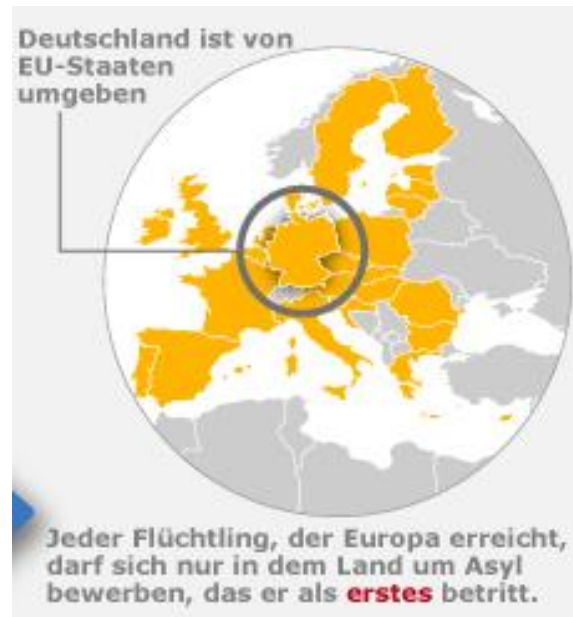 Deutschland ist von
EU-Staaten
umgeben
Jeder Flüchtling, der Europa erreicht,
darf sich nur in dem Land um Asyl
bewerben, das er als erstes betritt.